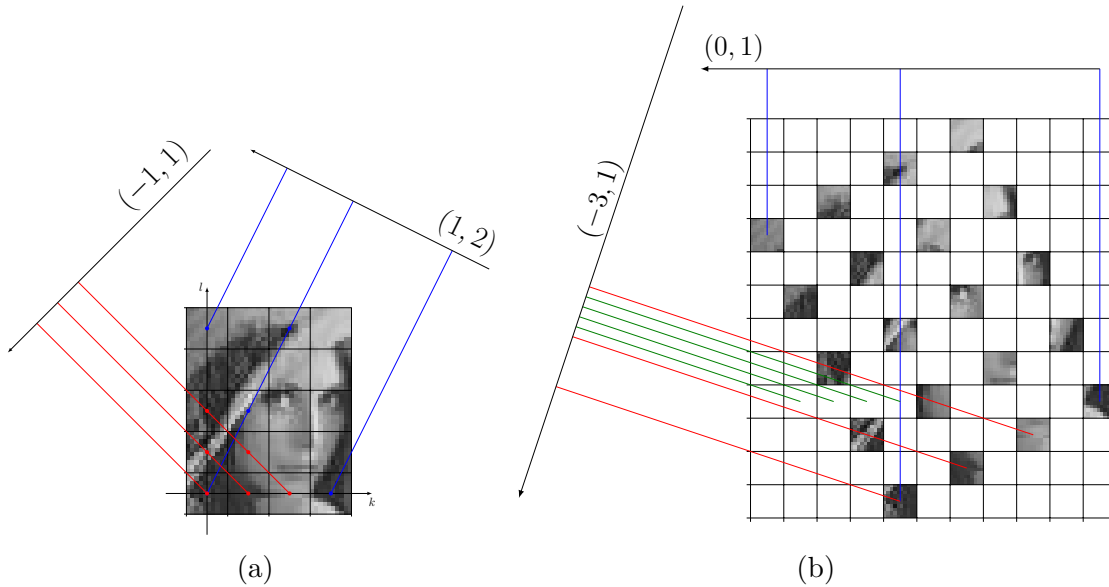 (−1, 1)
(1, 2)
l
k
(a)
(0, 1)
(−3, 1)
(b)